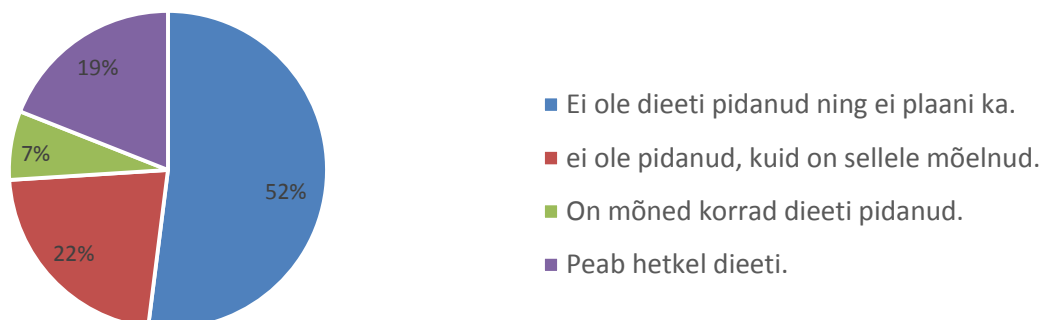 19%
7%
52%
22%
Ei ole dieeti pidanud ning ei plaani ka.
ei ole pidanud, kuid on sellele mõelnud.
On mõned korrad dieeti pidanud.
Peab hetkel dieeti.